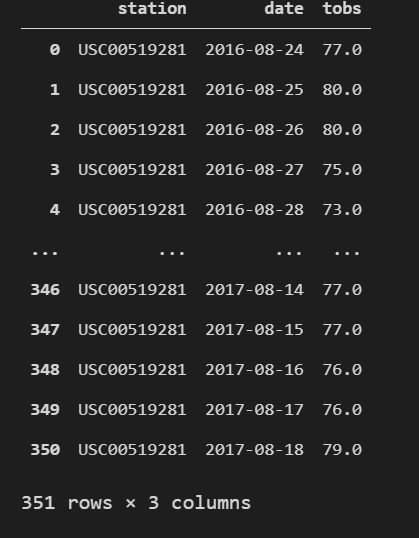 station date tobs
0 USC00519281 2016-08-24 77.0
1 USC00519281 2016-08-25 80.0
2 USC00519281 2016-08-26 80.0
3 USC00519281 2016-08-27 75.0
4 USC00519281 2016-08-28 73.0
... ... ... ...
346 USC00519281 2017-08-14 77.0
347 USC00519281 2017-08-15 77.0
348 USC00519281 2017-08-16 76.0
349 USC00519281 2017-08-17 76.0
350 USC00519281 2017-08-18 79.0
351 rows × 3 columns